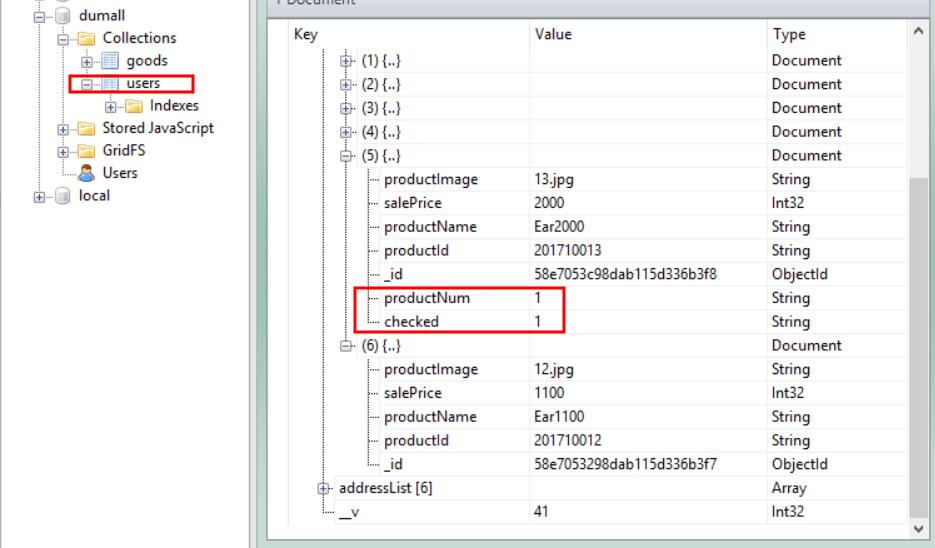 dumall
Collections
goods
users
Indexes
Stored JavaScript
GridFS
Users
local
Document
Key Value Type
(1) {..} Document
(2) {..} Document
(3) {..} Document
(4) {..} Document
(5) {..} Document
productImage 13.jpg String
salePrice 2000 Int32
productName Ear2000 String
productId 201710013 String
_id 58e7053c98dab115d336b3f8 ObjectId
productNum 1 String
checked 1 String
(6) {..} Document
productImage 12.jpg String
salePrice 1100 Int32
productName Ear1100 String
productId 201710012 String
_id 58e7053298dab115d336b3f7 ObjectId
addressList [6] Array
__v 41 Int32